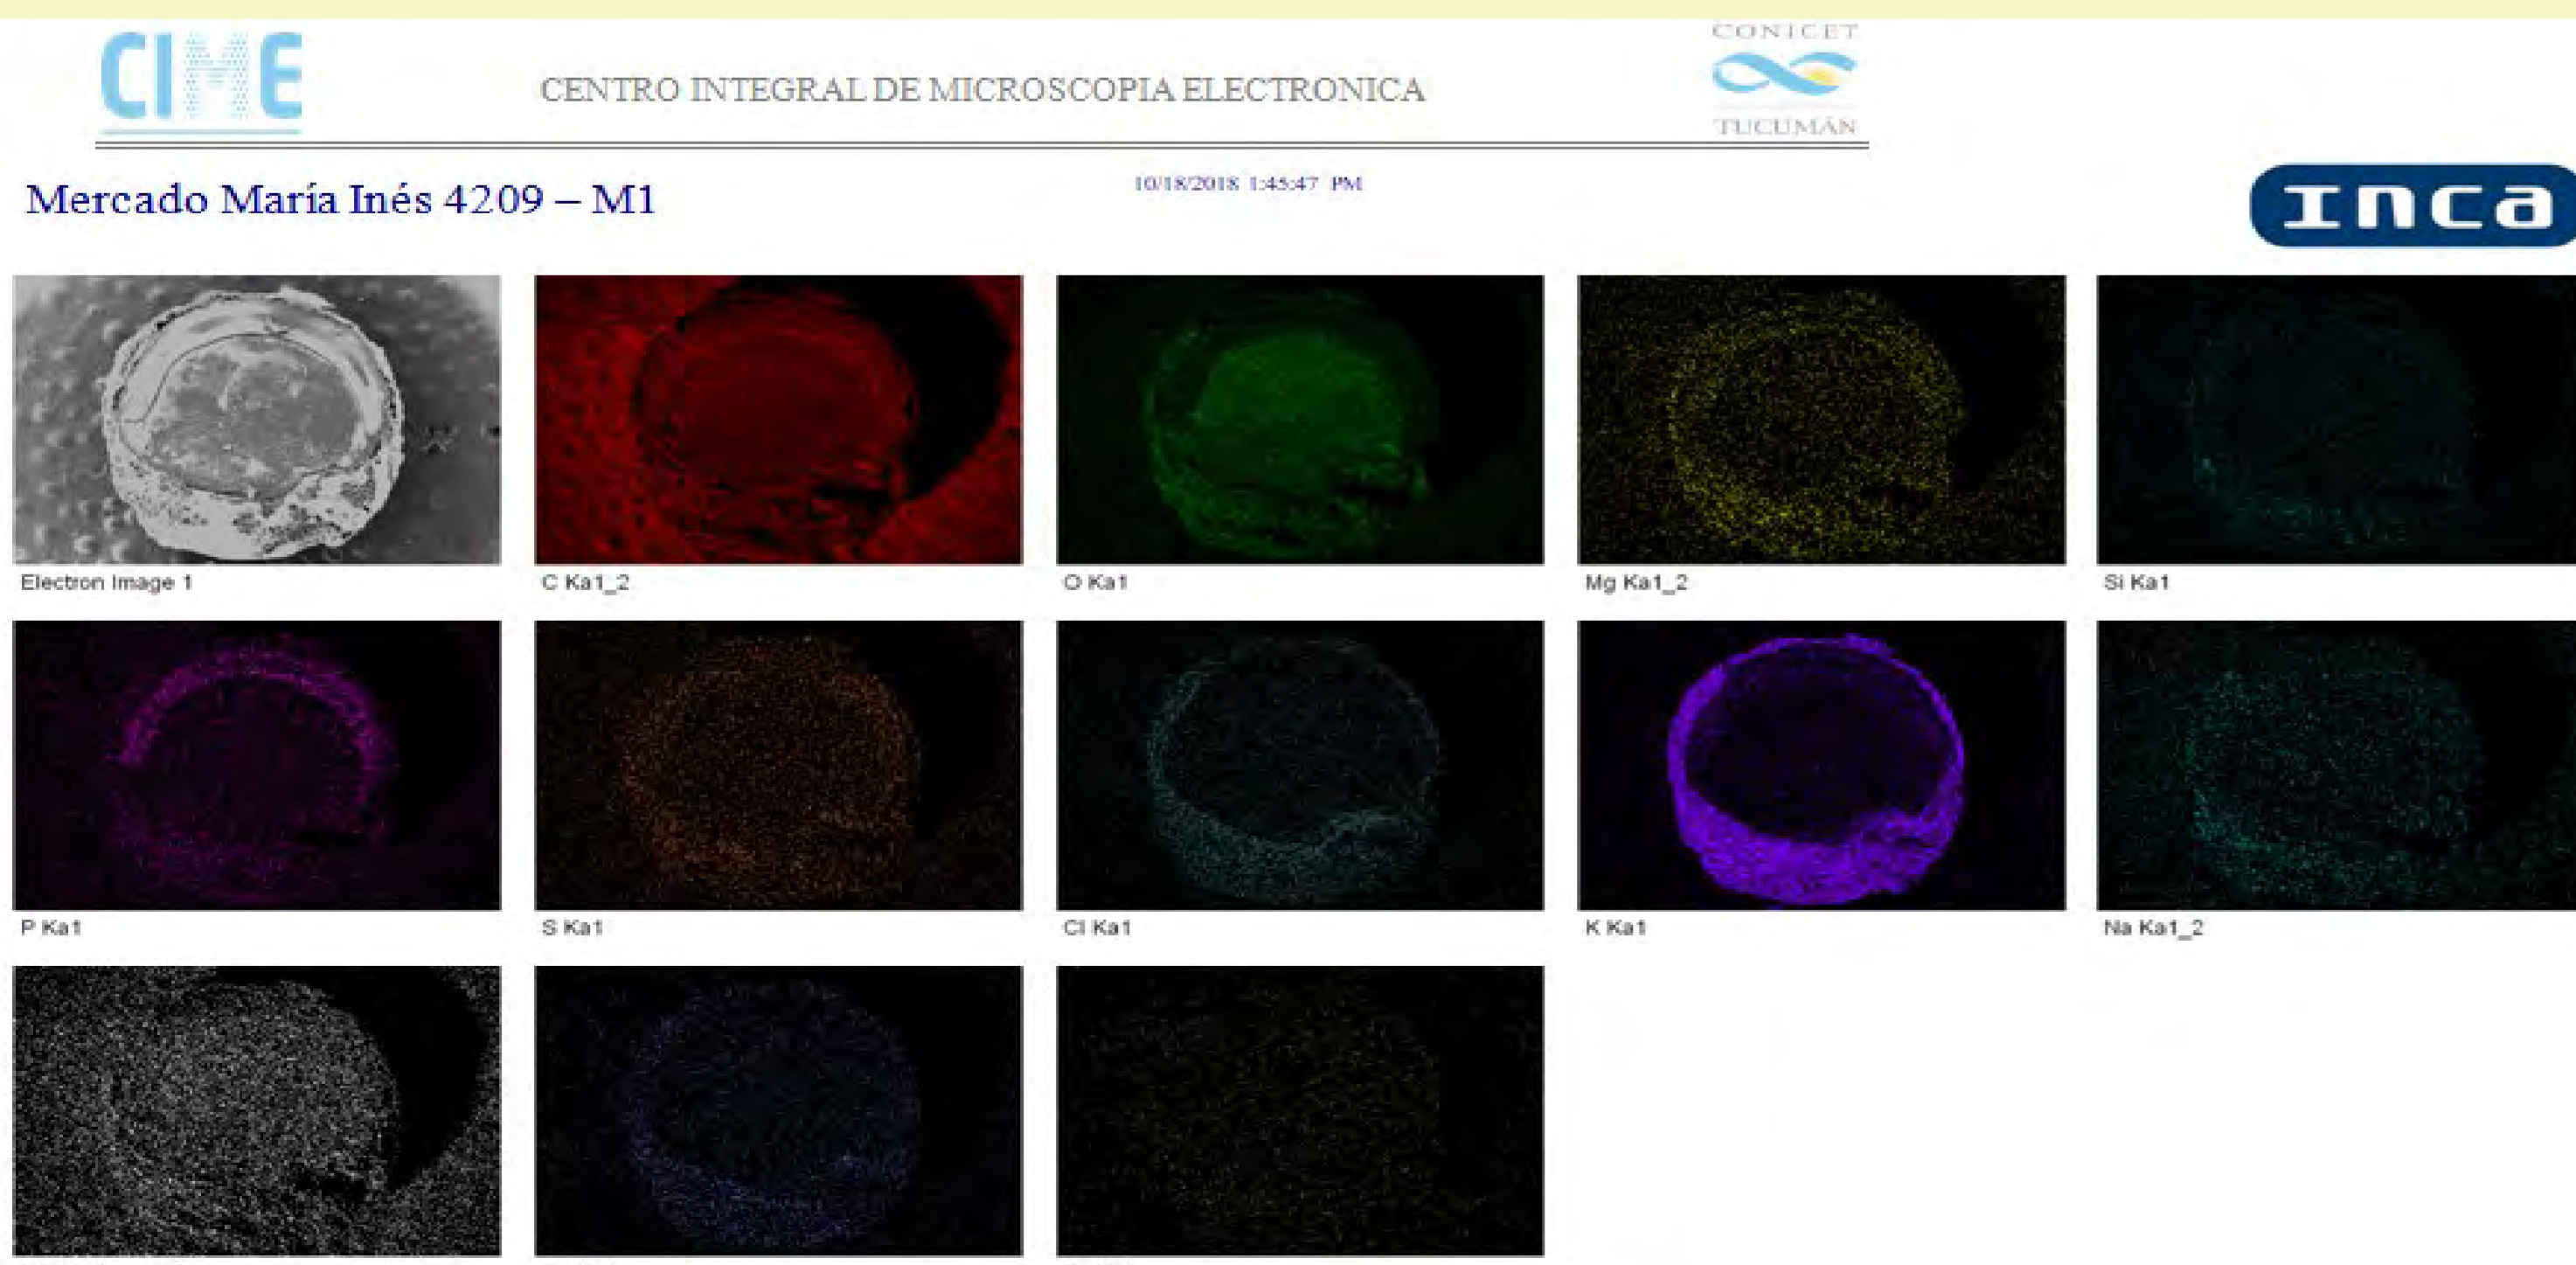 CIME
CENTRO INTEGRAL DE MICROSCOPIA ELECTRONICA
CONICET
TUCUMÁN
Mercado María Inés 4209 – M1
10/18/2018 1:45:47 PM
INCA
Electron Image 1
C Ka1_2
O Ka1
Mg Ka1_2
Si Ka1
P Ka1
S Ka1
Cl Ka1
K Ka1
Na Ka1_2